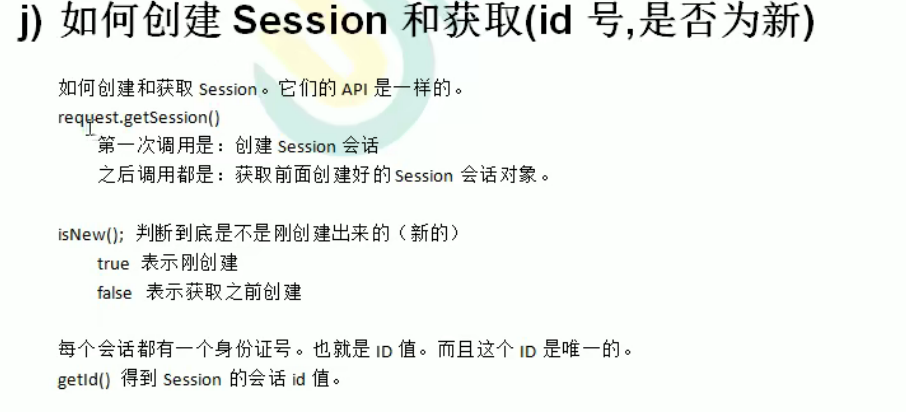 j) 如何创建 Session 和获取(id 号,是否为新)
如何创建和获取 Session。它们的 API 是一样的。
request.getSession()
第一次调用是：创建 Session 会话
之后调用都是：获取前面创建好的 Session 会话对象。
isNew(); 判断到底是不是刚创建出来的（新的）
true 表示刚创建
false 表示获取之前创建
每个会话都有一个身份证号。也就是 ID 值。而且这个 ID 是唯一的。
getId() 得到 Session 的会话 id 值。